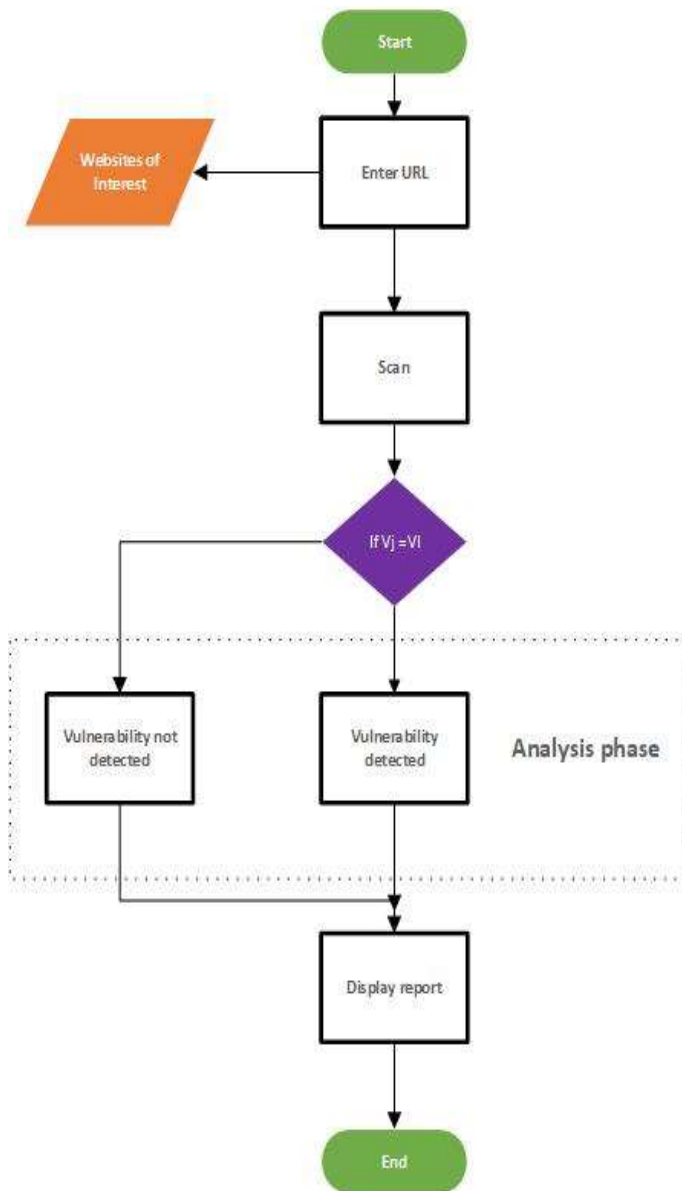 Start
Websites of
Interest
Enter URL
Scan
If Vj =VI
Vulnerability not
detected
Vulnerability
detected
Analysis phase
Display report
End